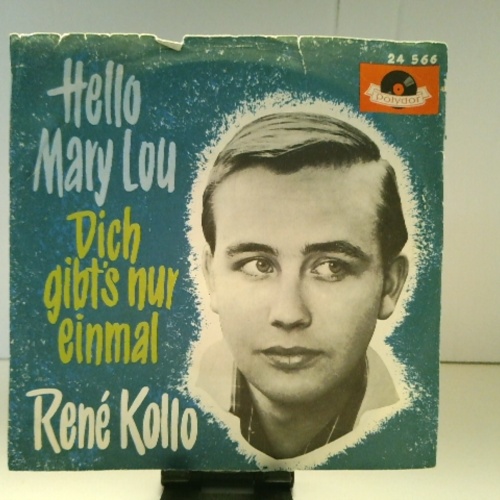 24 566
Polydor
Hello
Mary Lou
Dich
gibt's nur
einmal
René Kollo